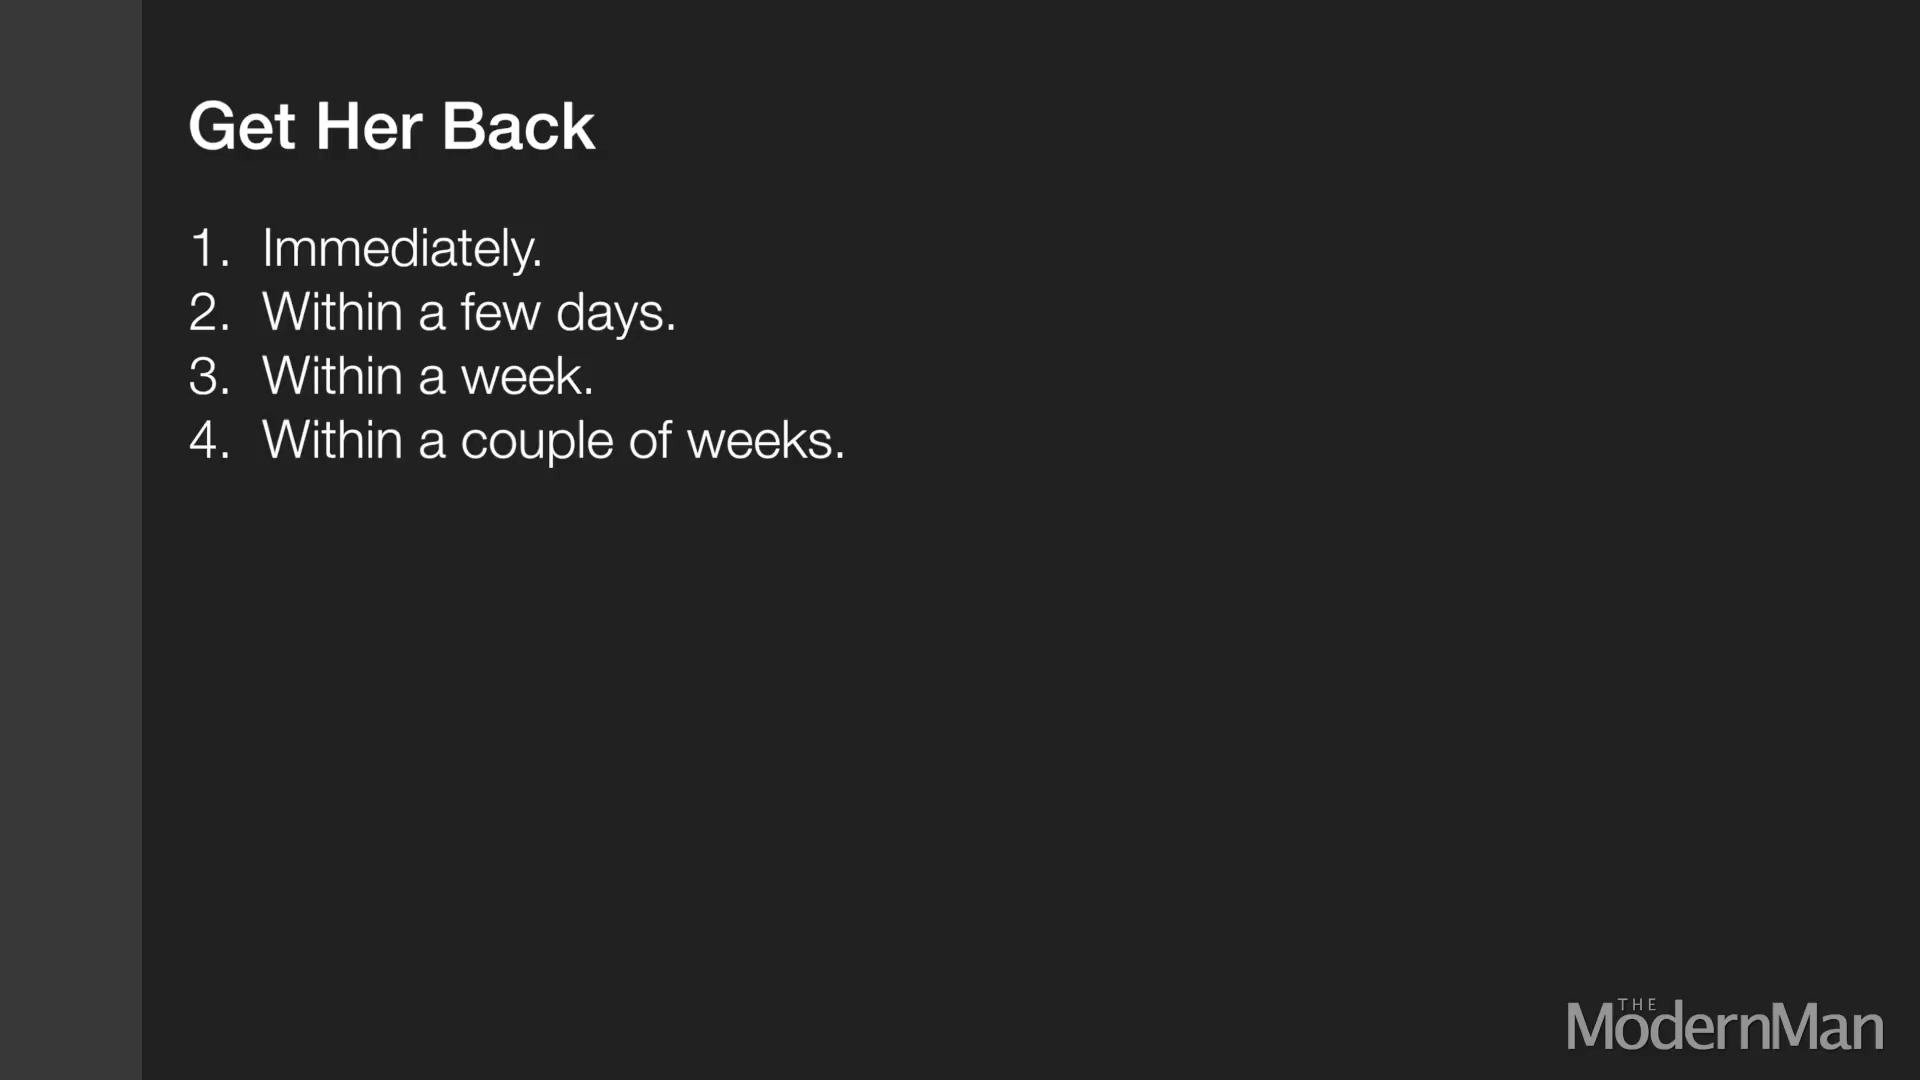 Get Her Back
1. Immediately.
2. Within a few days.
3. Within a week.
4. Within a couple of weeks.
THE
ModernMan